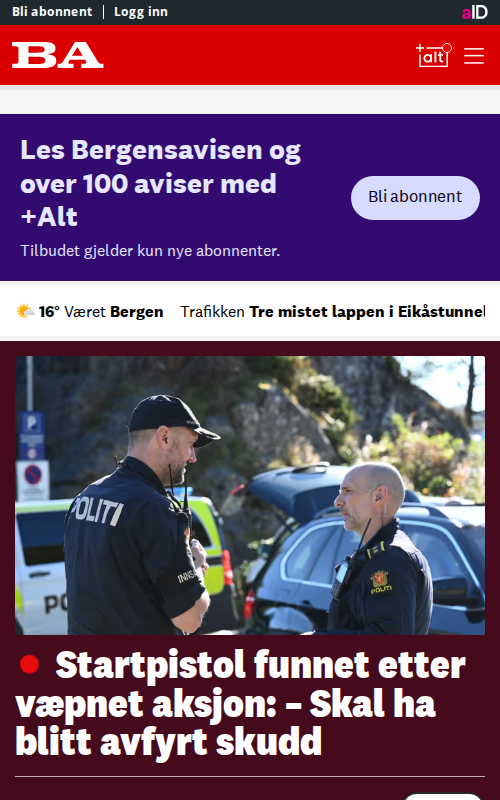 Bli abonnent | Logg inn
aID
BA
+alt
Les Bergensavisen og
over 100 aviser med
+Alt
Bli abonnent
Tilbudet gjelder kun nye abonnenter.
16° Været Bergen Trafikken Tre mistet lappen i Eikåstunnel
P
POLITI
INNS
POLITI
PO
Startpistol funnet etter
væpnet aksjon: – Skal ha
blitt avfyrt skudd